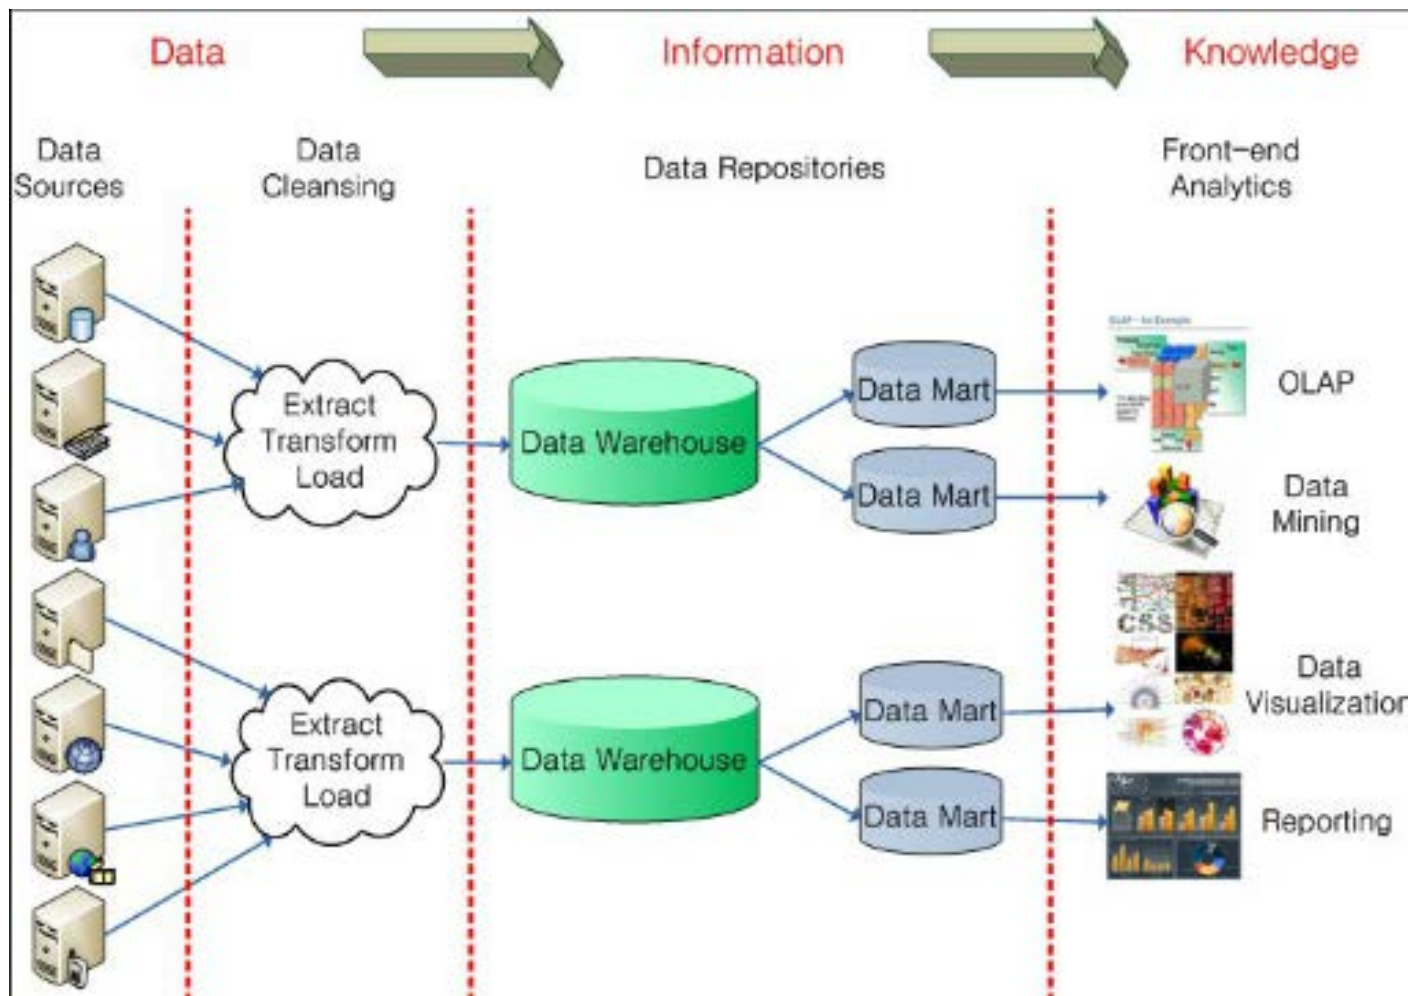 Data
Information
Knowledge
Data
Sources
Data
Cleansing
Data Repositories
Front-end
Analytics
Extract
Transform
Load
Data Warehouse
Data Mart
Data Mart
OLAP
Data
Mining
Extract
Transform
Load
Data Warehouse
Data Mart
Data Mart
CSS
Data
Visualization
Reporting